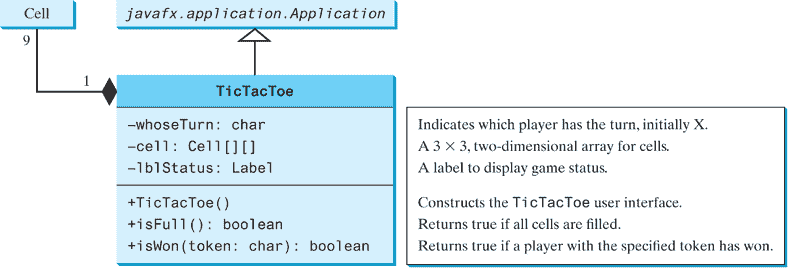 Cell
javafx.application.Application
9
1
TicTacToe
–whoseTurn: char
–cell: Cell[][]
–lblStatus: Label
+TicTacToe()
+isFull(): boolean
+isWon(token: char): boolean
Indicates which player has the turn, initially X.
A 3 × 3, two-dimensional array for cells.
A label to display game status.
Constructs the TicTacToe user interface.
Returns true if all cells are filled.
Returns true if a player with the specified token has won.